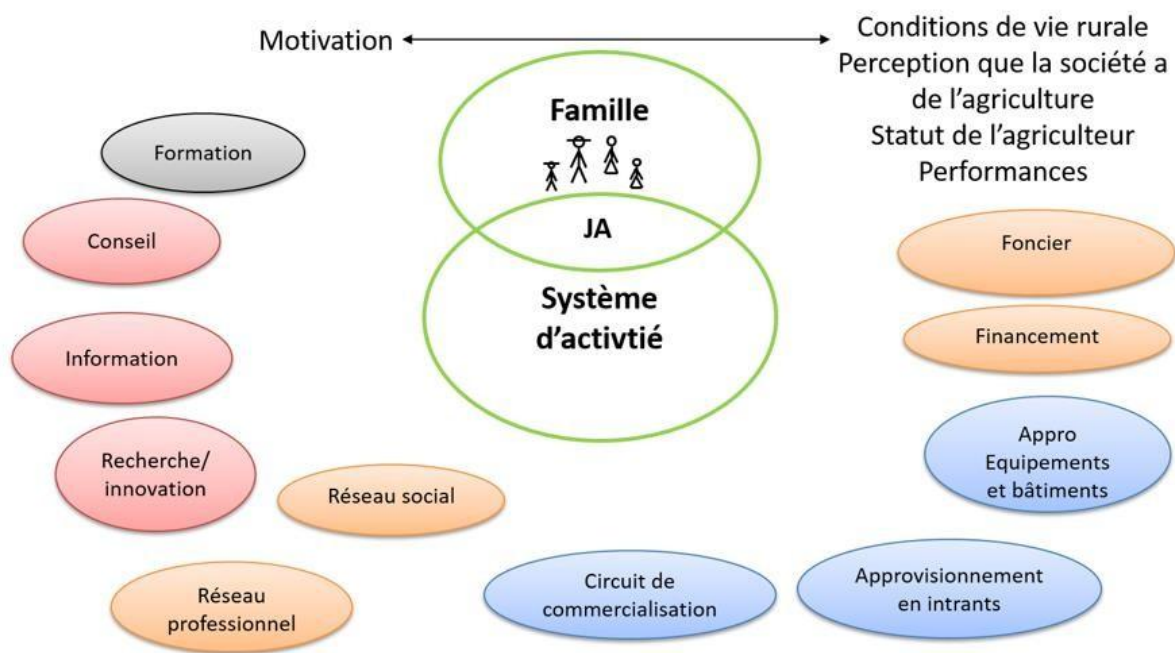 Motivation
Conditions de vie rurale
Perception que la société a
de l’agriculture
Statut de l’agriculteur
Performances
Famille
JA
Système
d’activtié
Formation
Conseil
Information
Recherche/
innovation
Réseau social
Réseau
professionnel
Circuit de
commercialisation
Approvisionnement
en intrants
Foncier
Financement
Appro
Equipements
et bâtiments